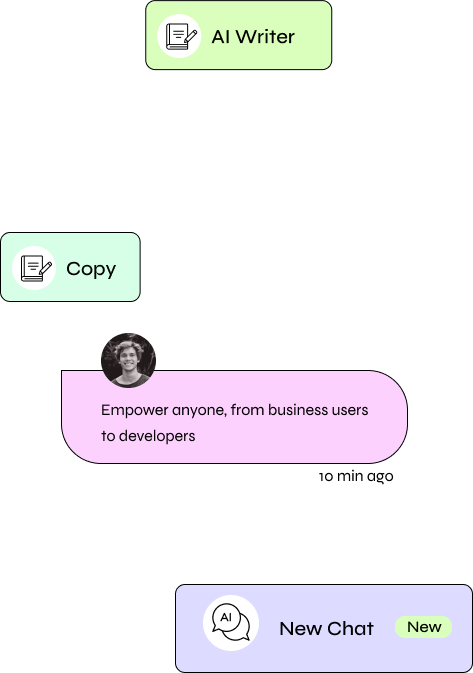 AI Writer
Copy
Empower anyone, from business users
to developers
10 min ago
AI
New Chat New